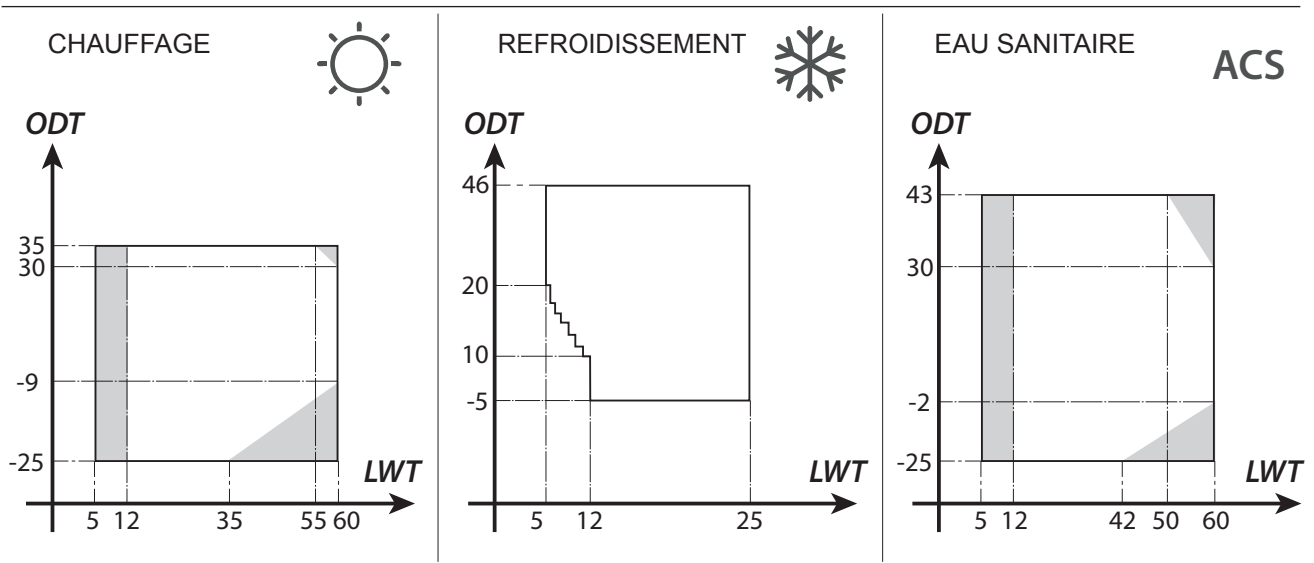 CHAUFFAGE
ODT
35
30
-9
-25
LWT
5 12 35 55 60
REFROIDISSEMENT
ODT
46
20
10
-5
LWT
5 12 25
EAU SANITAIRE
ACS
ODT
43
30
-2
-25
LWT
5 12 42 50 60